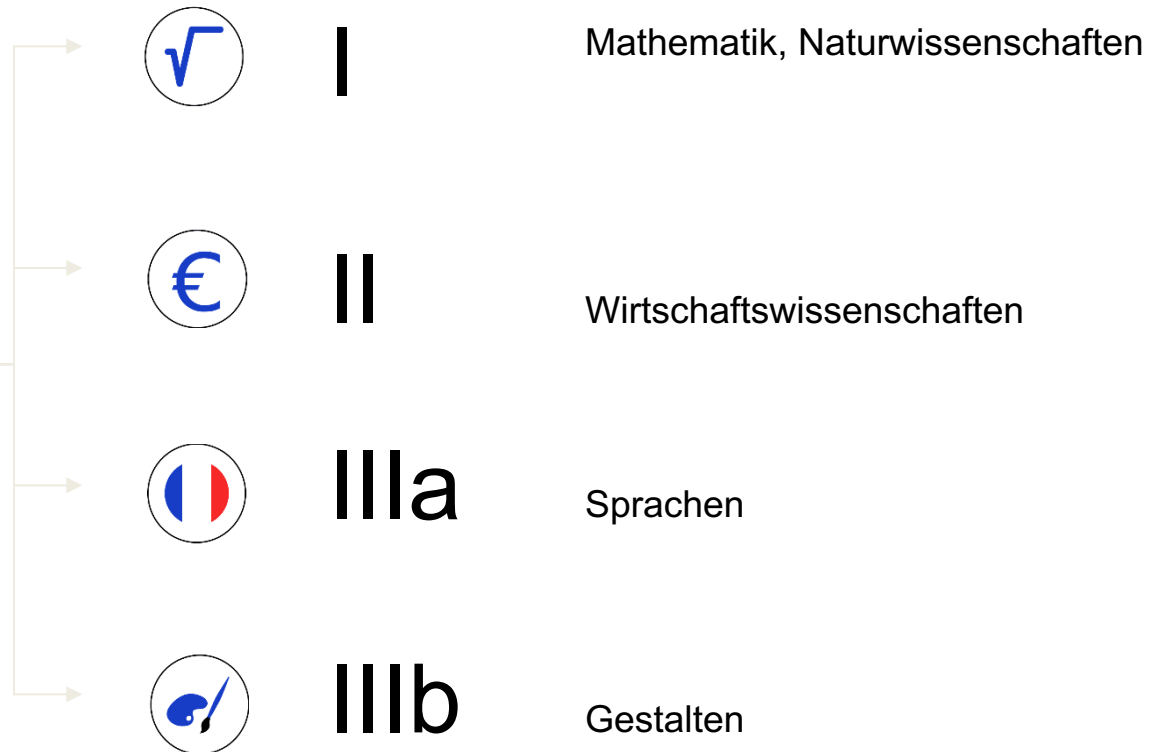 I
Mathematik, Naturwissenschaften
€
II
Wirtschaftswissenschaften
IIIa
Sprachen
IIIb
Gestalten